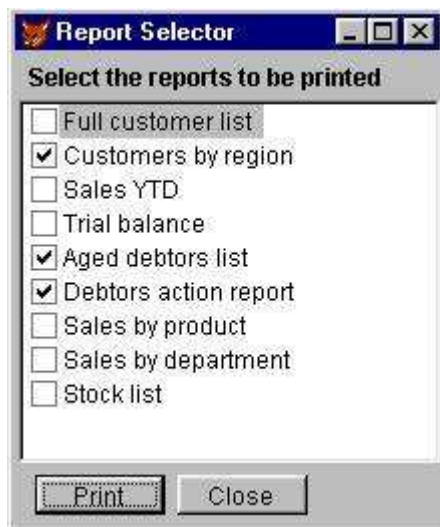 Report Selector
Select the reports to be printed
Full customer list
Customers by region
Sales YTD
Trial balance
Aged debtors list
Debtors action report
Sales by product
Sales by department
Stock list
Print Close